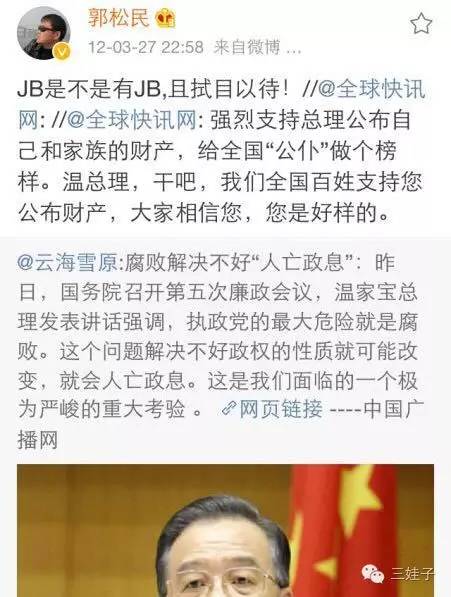 郭松民
12-03-27 22:58 来自微博...
JB是不是有JB,且拭目以待！//@全球快讯
网: //@全球快讯网: 强烈支持总理公布自
己和家族的财产，给全国“公仆”做个榜
样。温总理，干吧，我们全国百姓支持您
公布财产，大家相信您，您是好样的。
@云海雪原:腐败解决不好“人亡政息”：昨
日，国务院召开第五次廉政会议，温家宝总
理发表讲话强调，执政党的最大危险就是腐
败。这个问题解决不好政权的性质就可能改
变，就会人亡政息。这是我们面临的一个极
为严峻的重大考验 。 网页链接 ----中国广
播网
三娃子